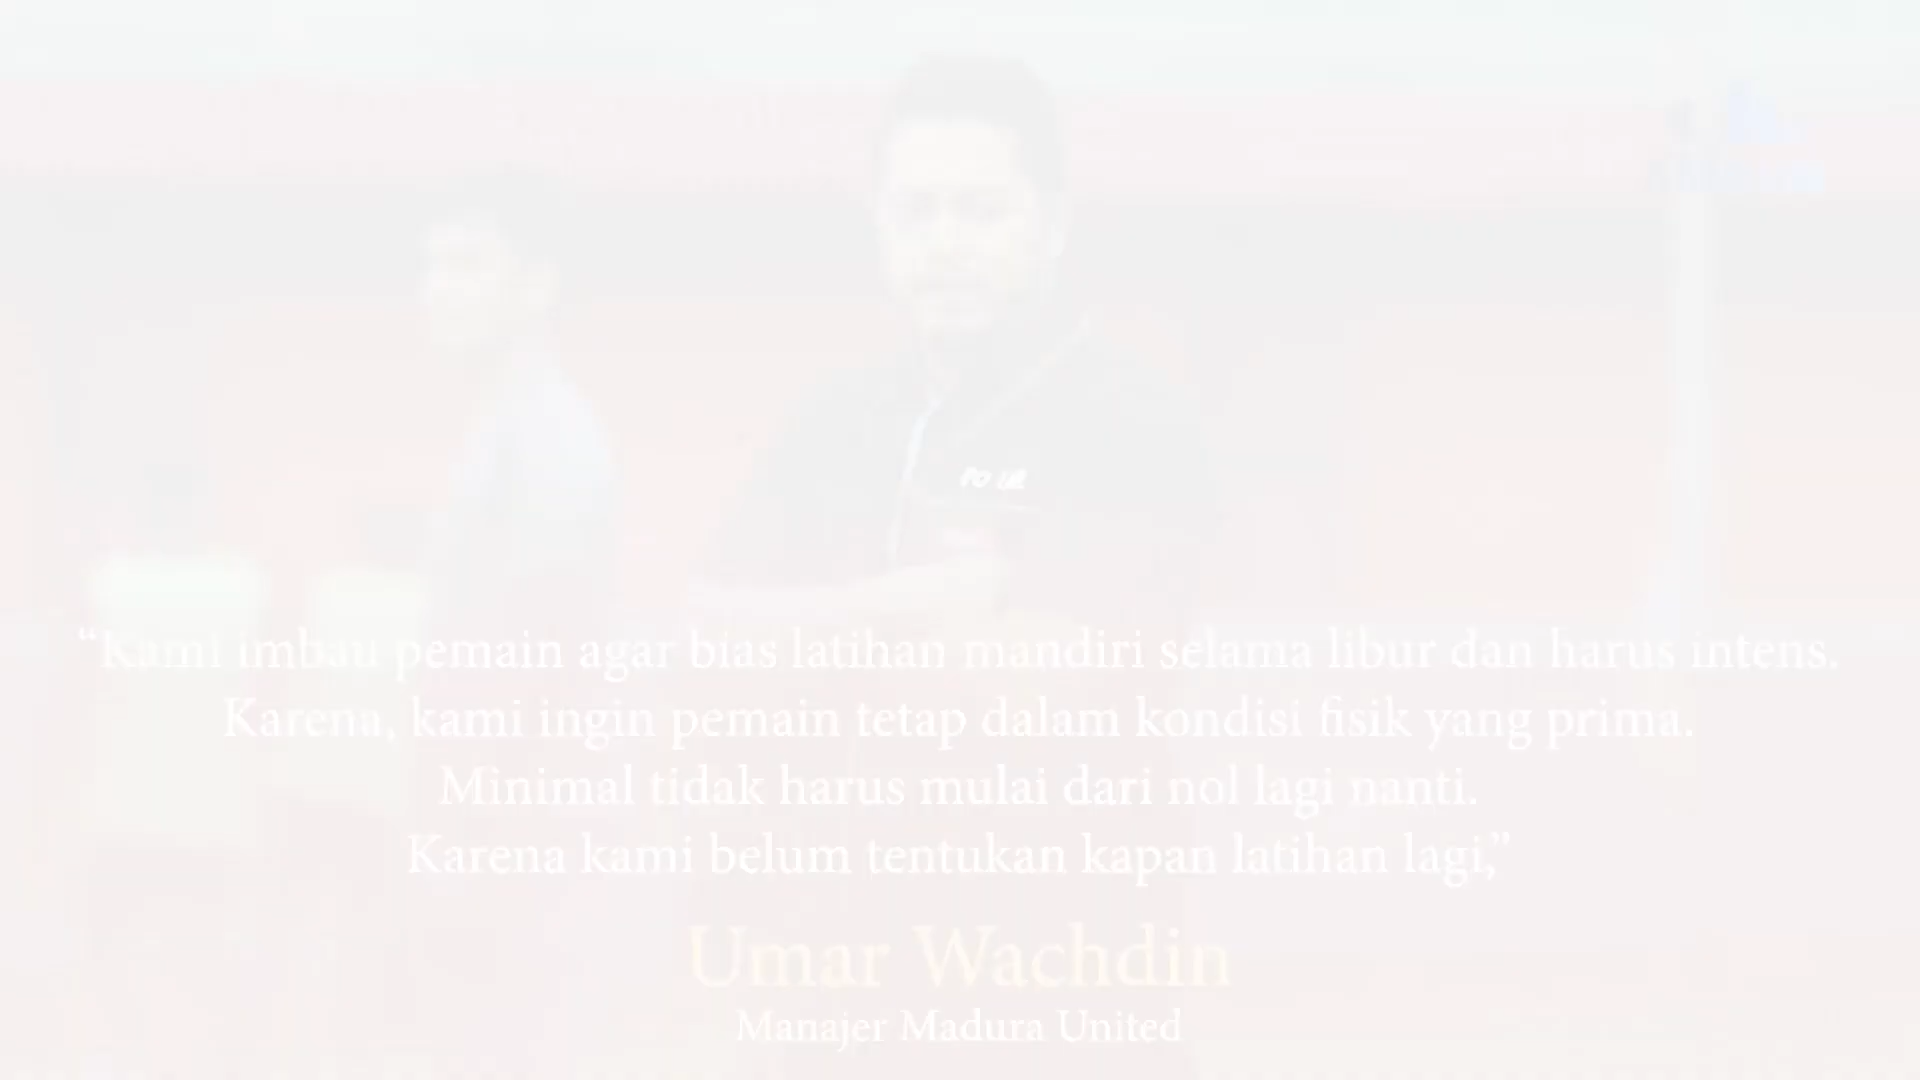 “Kami imbau pemain agar bias latihan mandiri selama libur dan harus intens.
Karena, kami ingin pemain tetap dalam kondisi fisik yang prima.
Minimal tidak harus mulai dari nol lagi nanti.
Karena kami belum tentukan kapan latihan lagi,”
Umar Wachdin
Manajer Madura United